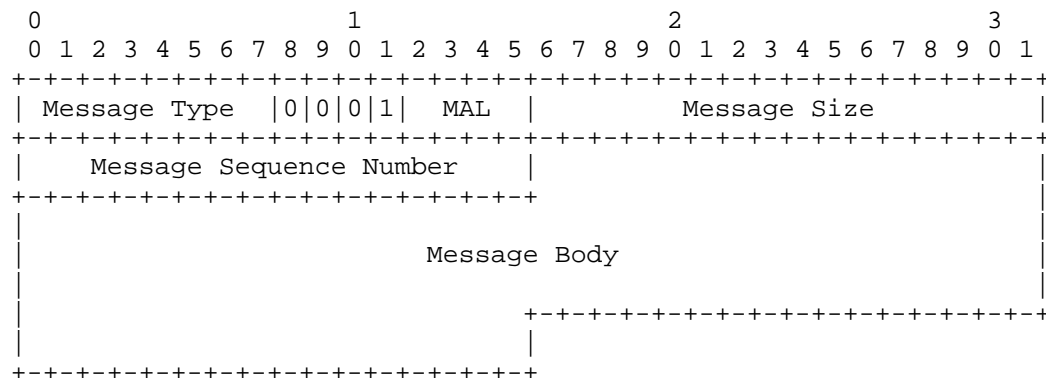 0                   1                   2                   3
 0 1 2 3 4 5 6 7 8 9 0 1 2 3 4 5 6 7 8 9 0 1 2 3 4 5 6 7 8 9 0 1
+-+-+-+-+-+-+-+-+-+-+-+-+-+-+-+-+-+-+-+-+-+-+-+-+-+-+-+-+-+-+-+-+
| Message Type  |0|0|0|1|  MAL  |         Message Size          |
+-+-+-+-+-+-+-+-+-+-+-+-+-+-+-+-+-+-+-+-+-+-+-+-+-+-+-+-+-+-+-+-+
|    Message Sequence Number    |                               |
+-+-+-+-+-+-+-+-+-+-+-+-+-+-+-+-+                               |
|                                                               |
|                         Message Body                          |
|                                                               |
|                               +-+-+-+-+-+-+-+-+-+-+-+-+-+-+-+-+
|                               |
+-+-+-+-+-+-+-+-+-+-+-+-+-+-+-+-+